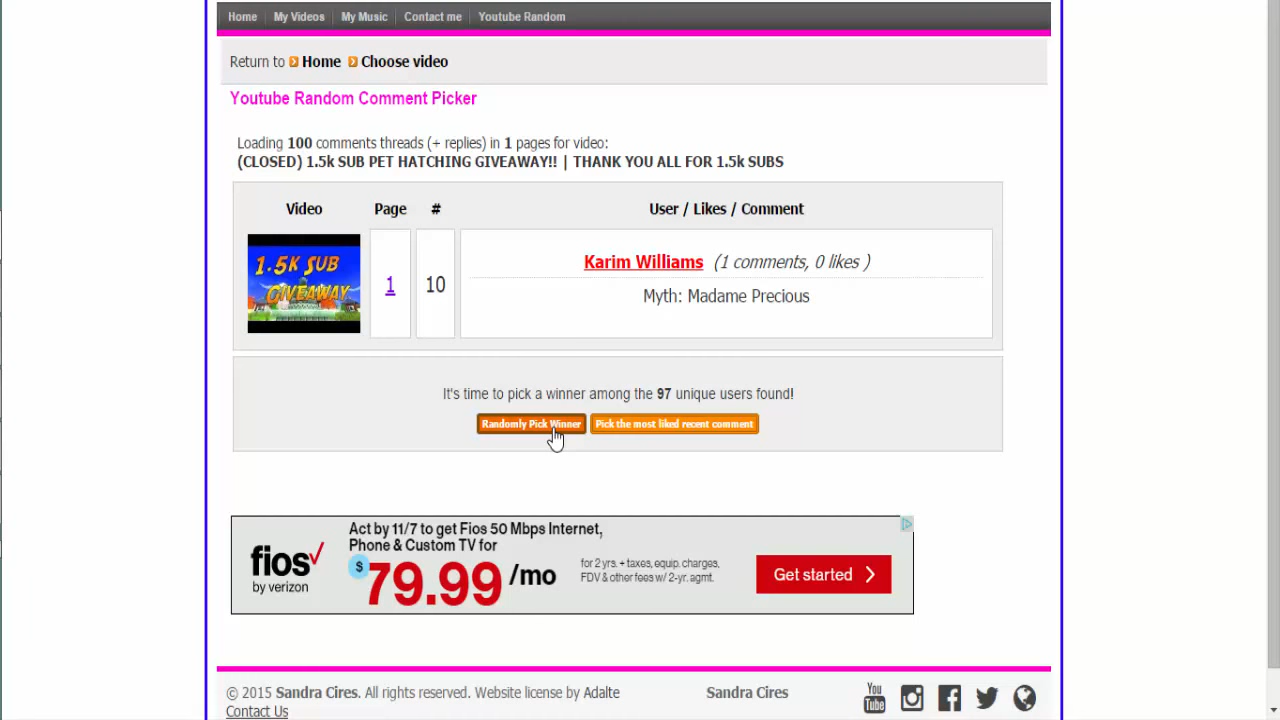 Home My Videos My Music Contact me Youtube Random
Return to Home Choose video
Youtube Random Comment Picker
Loading 100 comments threads (+ replies) in 1 pages for video:
(CLOSED) 1.5k SUB PET HATCHING GIVEAWAY!! | THANK YOU ALL FOR 1.5k SUBS
Video Page # User / Likes / Comment
1.5K SUB
GIVEAWAY
1 10
Karim Williams (1 comments, 0 likes )
Myth: Madame Precious
It's time to pick a winner among the 97 unique users found!
Randomly Pick Winner Pick the most liked recent comment
fios
by verizon
Act by 11/7 to get Fios 50 Mbps Internet,
Phone & Custom TV for
$79.99/mo
for 2 yrs. + taxes, equip. charges,
FDV & other fees w/ 2-yr. agmt.
Get started
© 2015 Sandra Cires. All rights reserved. Website license by Adalte
Contact Us
Sandra Cires
You
Tube